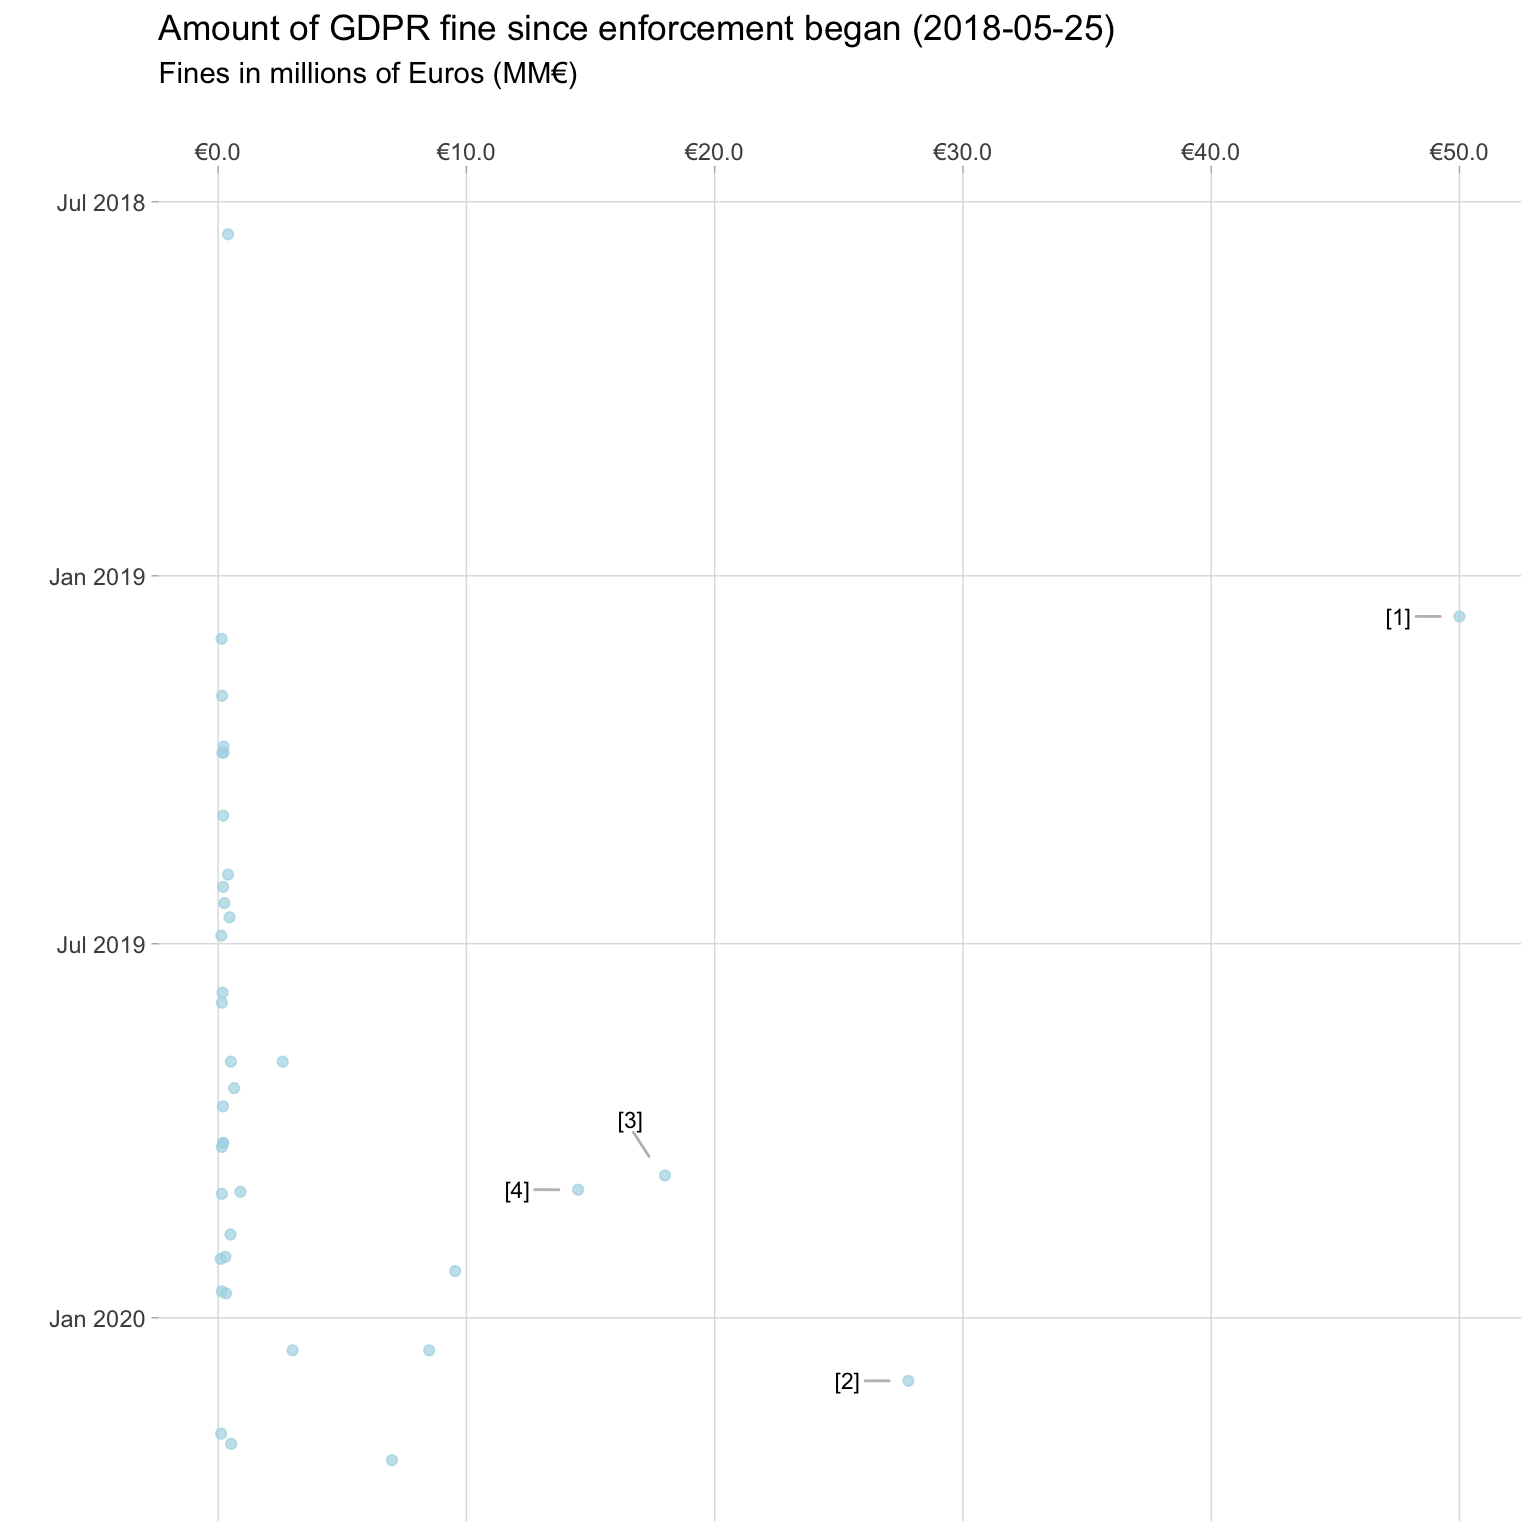 Amount of GDPR fine since enforcement began (2018-05-25)
Fines in millions of Euros (MM€)
€0.0 €10.0 €20.0 €30.0 €40.0 €50.0
Jul 2018
Jan 2019
[1]
Jul 2019
[3]
[4]
Jan 2020
[2]